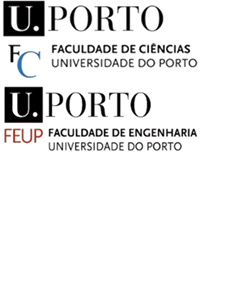 U.PORTO
FC FACULDADE DE CIÊNCIAS
UNIVERSIDADE DO PORTO
U.PORTO
FEUP FACULDADE DE ENGENHARIA
UNIVERSIDADE DO PORTO